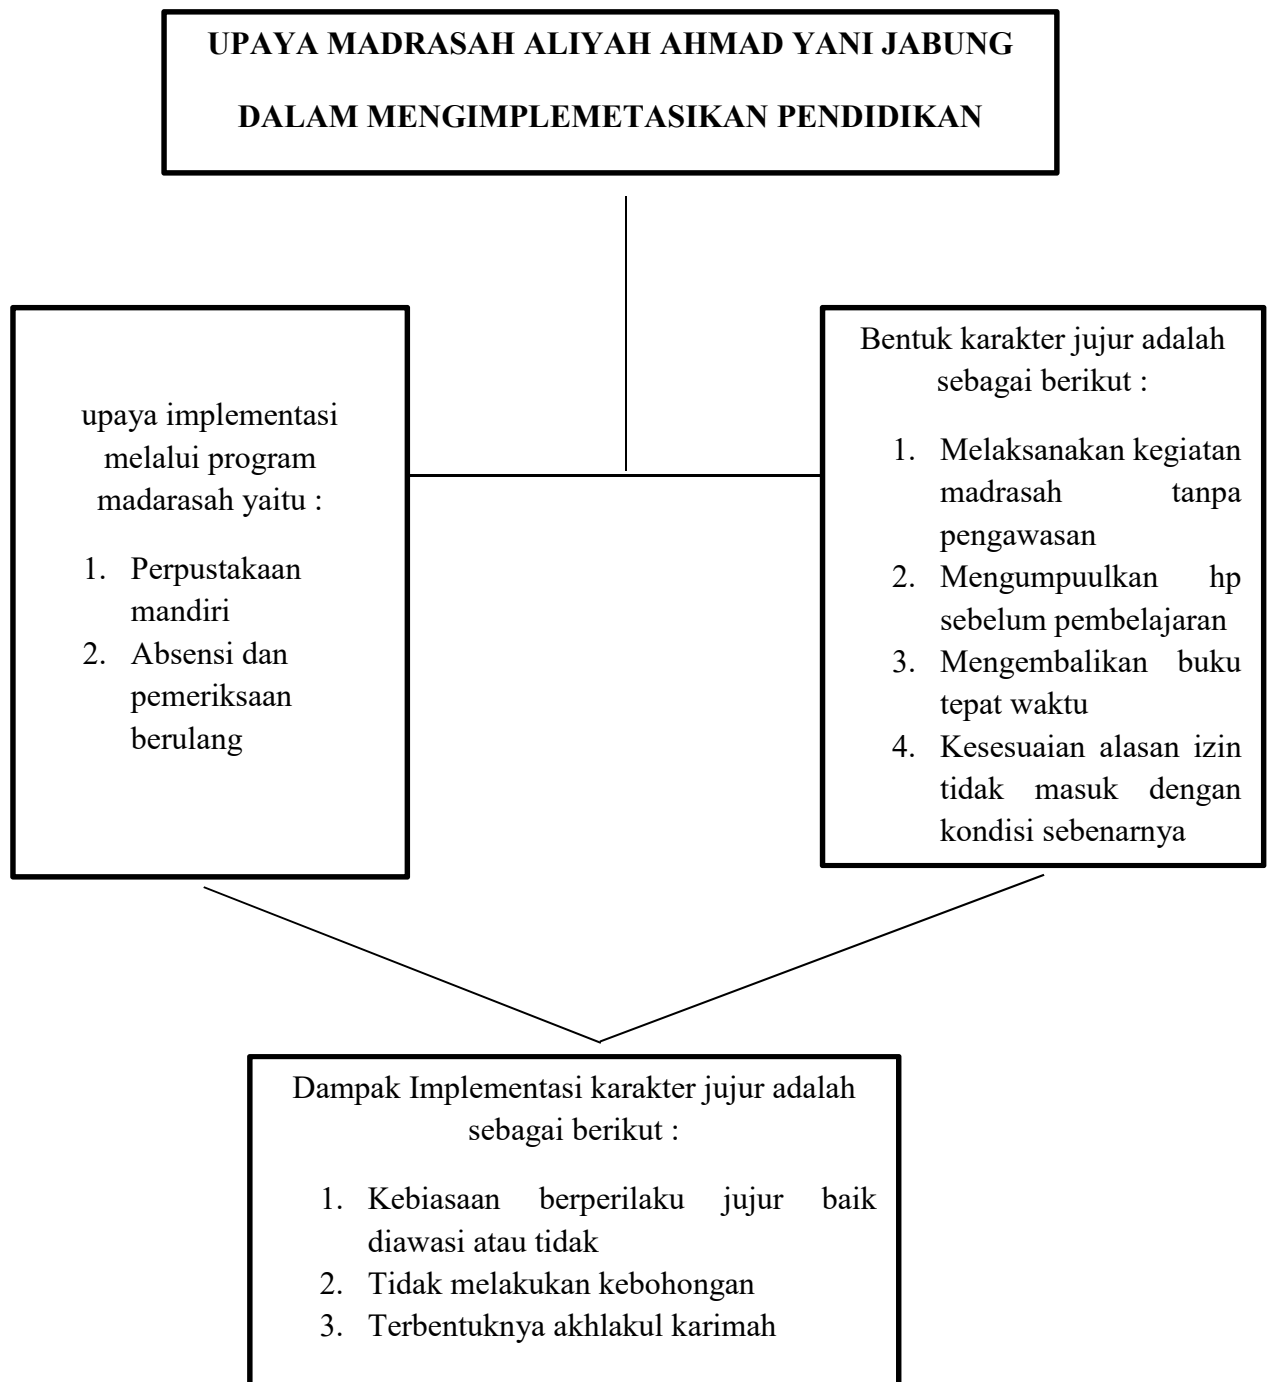 UPAYA MADRASAH ALIYAH AHMAD YANI JABUNG
DALAM MENGIMPLEMETASIKAN PENDIDIKAN
upaya implementasi
melalui program
madarasah yaitu :
1. Perpustakaan
mandiri
2. Absensi dan
pemeriksaan
berulang
Bentuk karakter jujur adalah
sebagai berikut :
1. Melaksanakan kegiatan
madrasah tanpa
pengawasan
2. Mengumpuulkan hp
sebelum pembelajaran
3. Mengembalikan buku
tepat waktu
4. Kesesuaian alasan izin
tidak masuk dengan
kondisi sebenarnya
Dampak Implementasi karakter jujur adalah
sebagai berikut :
1. Kebiasaan berperilaku jujur baik
diawasi atau tidak
2. Tidak melakukan kebohongan
3. Terbentuknya akhlakul karimah